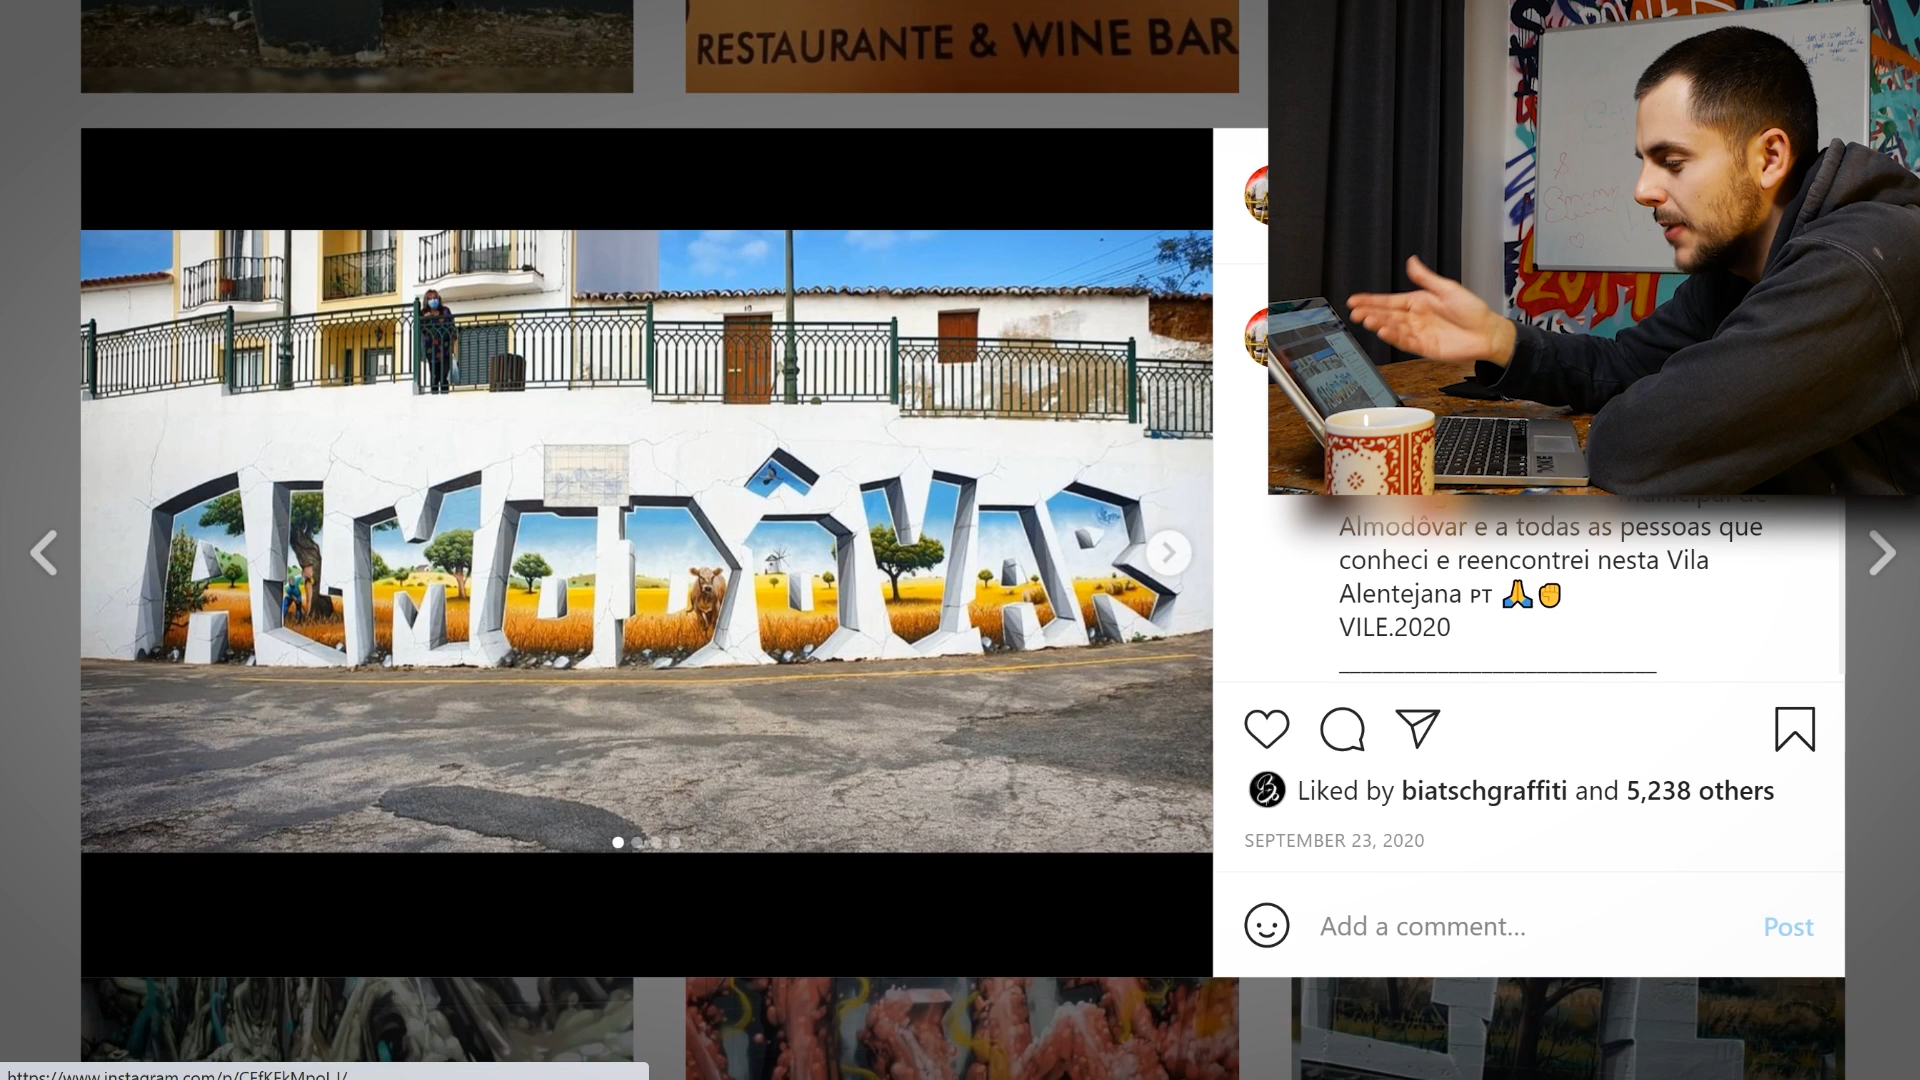 RESTAURANTE & WINE BAR
ALMODÔVAR
Almodôvar e a todas as pessoas que
conheci e reencontrei nesta Vila
Alentejana PT 🙏✊
VILE.2020
Liked by biatschgraffiti and 5,238 others
SEPTEMBER 23, 2020
Add a comment...
Post